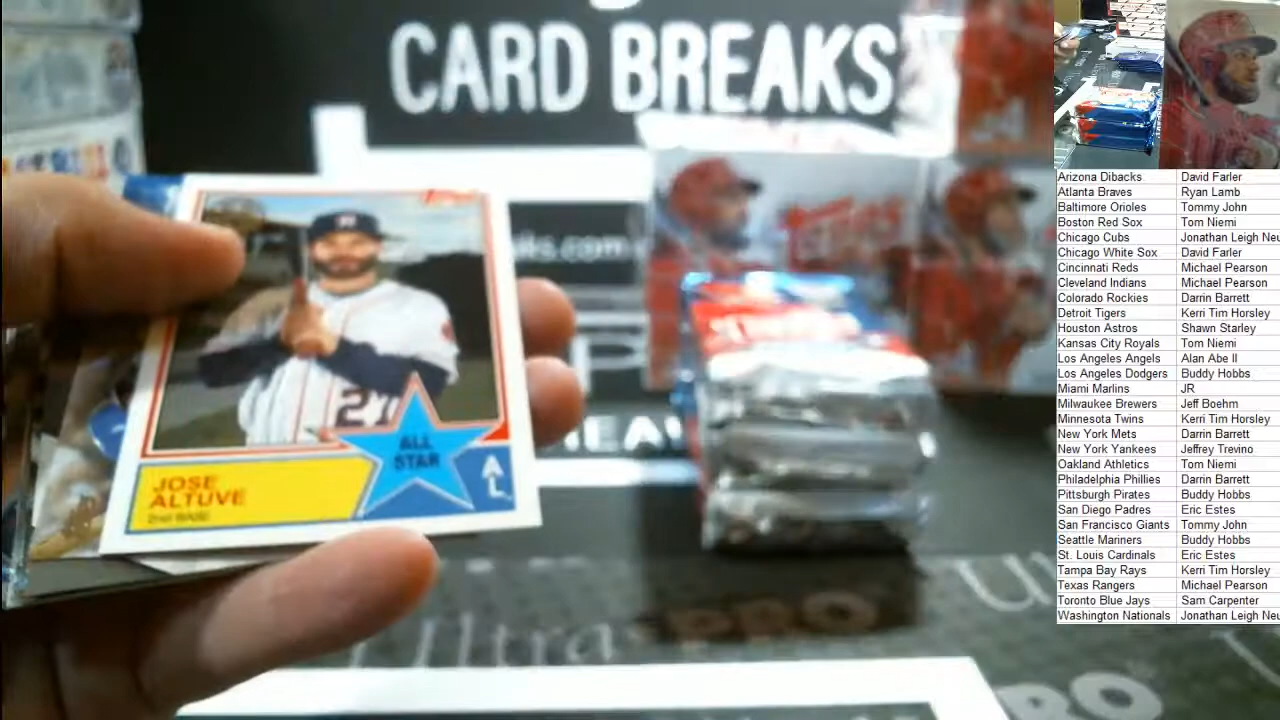 CARD BREAKS
ks.com
JOSE
ALTUVE
2ND BASE
ALL
STAR
A
L
27
Ultra PRO
Arizona Dibacks David Farler
Atlanta Braves Ryan Lamb
Baltimore Orioles Tommy John
Boston Red Sox Tom Niemi
Chicago Cubs Jonathan Leigh Neu
Chicago White Sox David Farler
Cincinnati Reds Michael Pearson
Cleveland Indians Michael Pearson
Colorado Rockies Darrin Barrett
Detroit Tigers Kerri Tim Horsley
Houston Astros Shawn Starley
Kansas City Royals Tom Niemi
Los Angeles Angels Alan Abe II
Los Angeles Dodgers Buddy Hobbs
Miami Marlins JR
Milwaukee Brewers Jeff Boehm
Minnesota Twins Kerri Tim Horsley
New York Mets Darrin Barrett
New York Yankees Jeffrey Trevino
Oakland Athletics Tom Niemi
Philadelphia Phillies Darrin Barrett
Pittsburgh Pirates Buddy Hobbs
San Diego Padres Eric Estes
San Francisco Giants Tommy John
Seattle Mariners Buddy Hobbs
St. Louis Cardinals Eric Estes
Tampa Bay Rays Kerri Tim Horsley
Texas Rangers Michael Pearson
Toronto Blue Jays Sam Carpenter
Washington Nationals Jonathan Leigh Neu